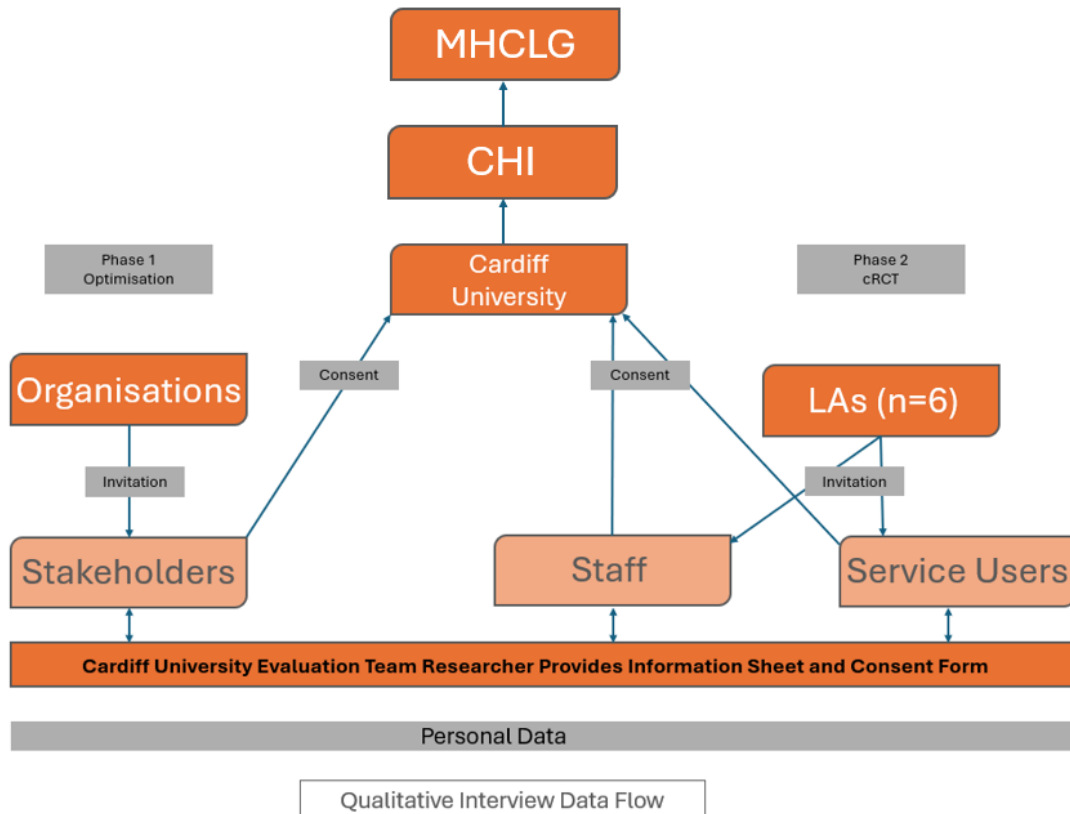 MHCLG
CHI
Phase 1
Optimisation
Cardiff
University
Phase 2
cRCT
Organisations
Consent
Consent
LAs (n=6)
Invitation
Invitation
Stakeholders
Staff
Service Users
Cardiff University Evaluation Team Researcher Provides Information Sheet and Consent Form
Personal Data
Qualitative Interview Data Flow